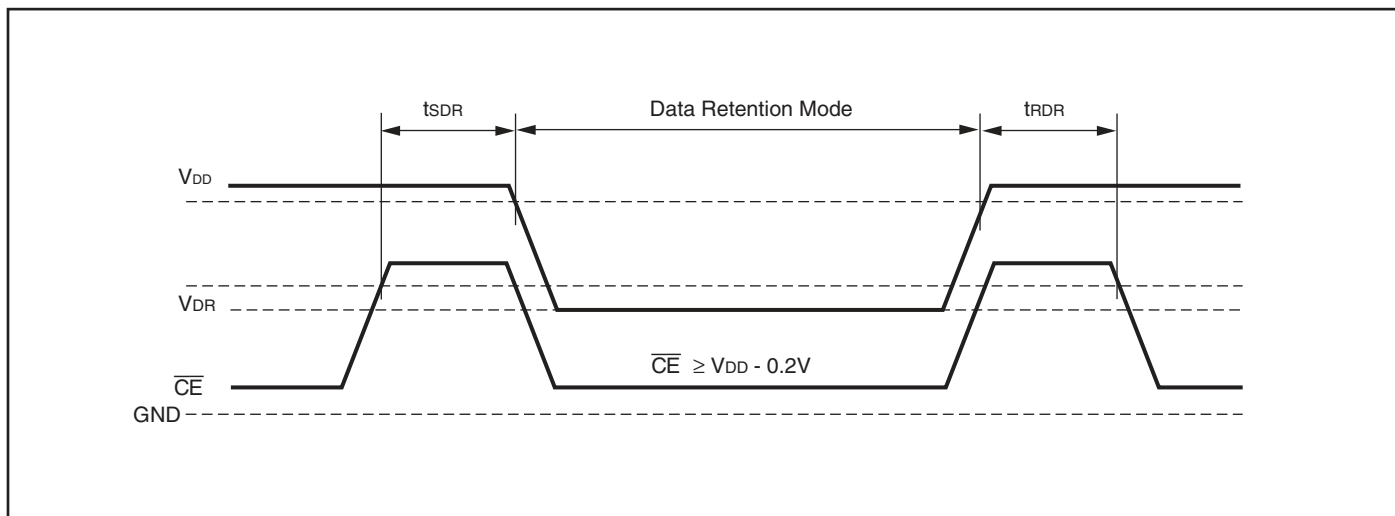 tSDR Data Retention Mode tRDR
VDD
VDR
CE ≥ VDD - 0.2V
CE
GND